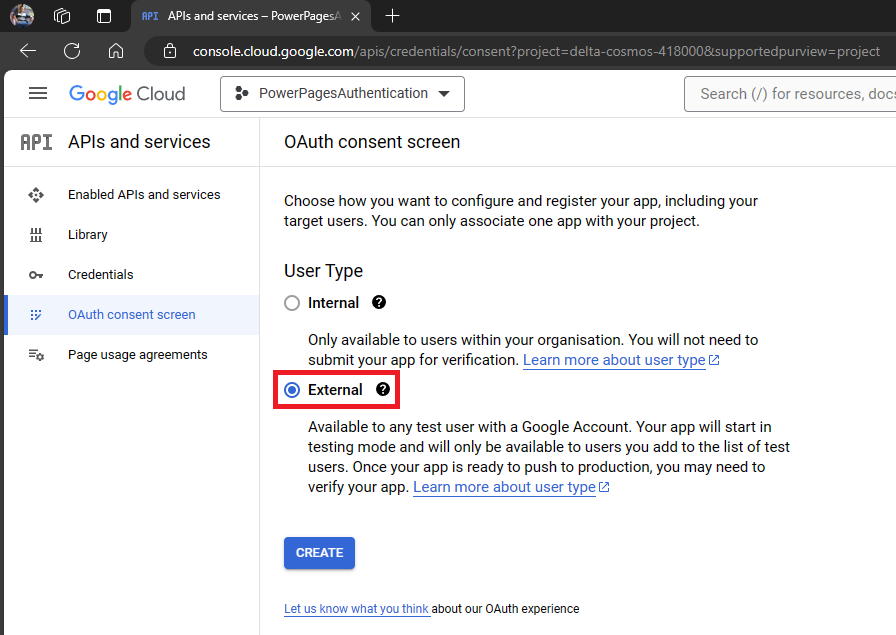 API APIs and services – PowerPagesA
console.cloud.google.com/apis/credentials/consent?project=delta-cosmos-418000&supportedpurview=project
Google Cloud
PowerPagesAuthentication
Search (/) for resources, docs
API APIs and services
OAuth consent screen
Enabled APIs and services
Library
Credentials
OAuth consent screen
Page usage agreements
Choose how you want to configure and register your app, including your
target users. You can only associate one app with your project.
User Type
Internal
Only available to users within your organisation. You will not need to
submit your app for verification. Learn more about user type
External
Available to any test user with a Google Account. Your app will start in
testing mode and will only be available to users you add to the list of test
users. Once your app is ready to push to production, you may need to
verify your app. Learn more about user type
CREATE
Let us know what you think about our OAuth experience